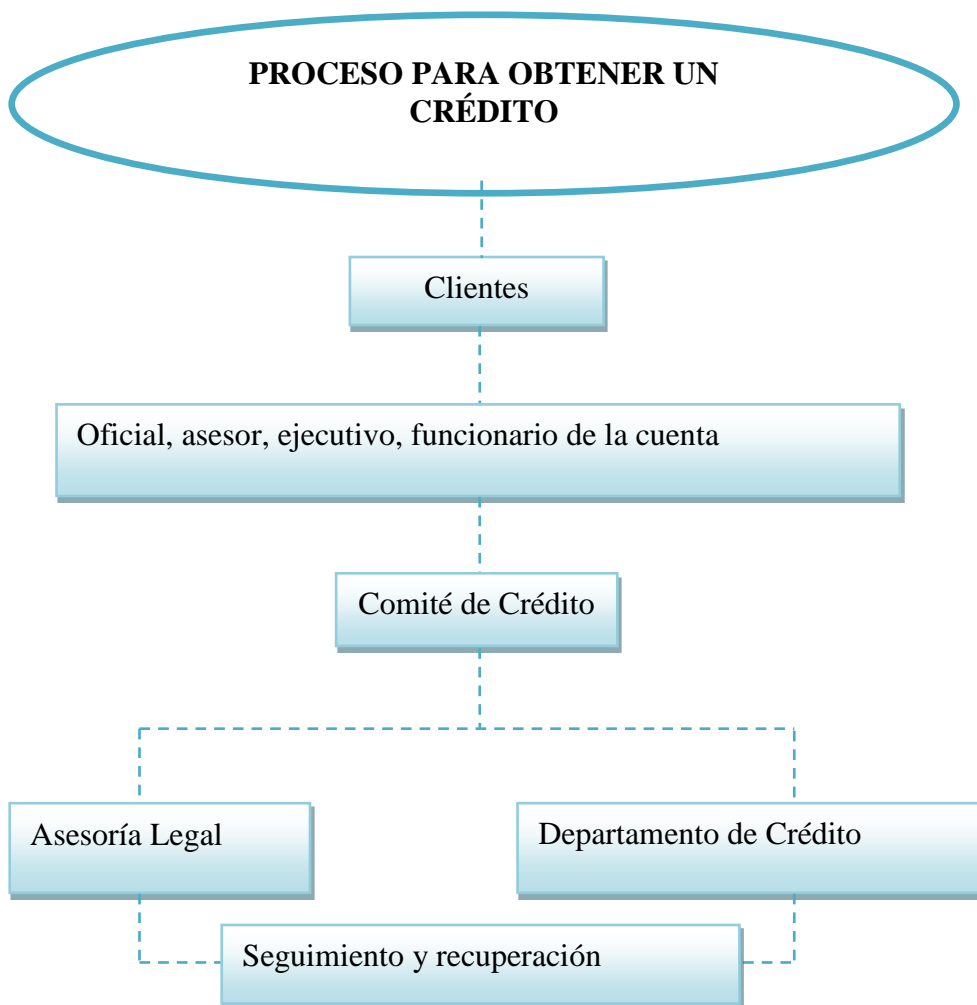 PROCESO PARA OBTENER UN
CRÉDITO
Clientes
Oficial, asesor, ejecutivo, funcionario de la cuenta
Comité de Crédito
Asesoría Legal
Departamento de Crédito
Seguimiento y recuperación